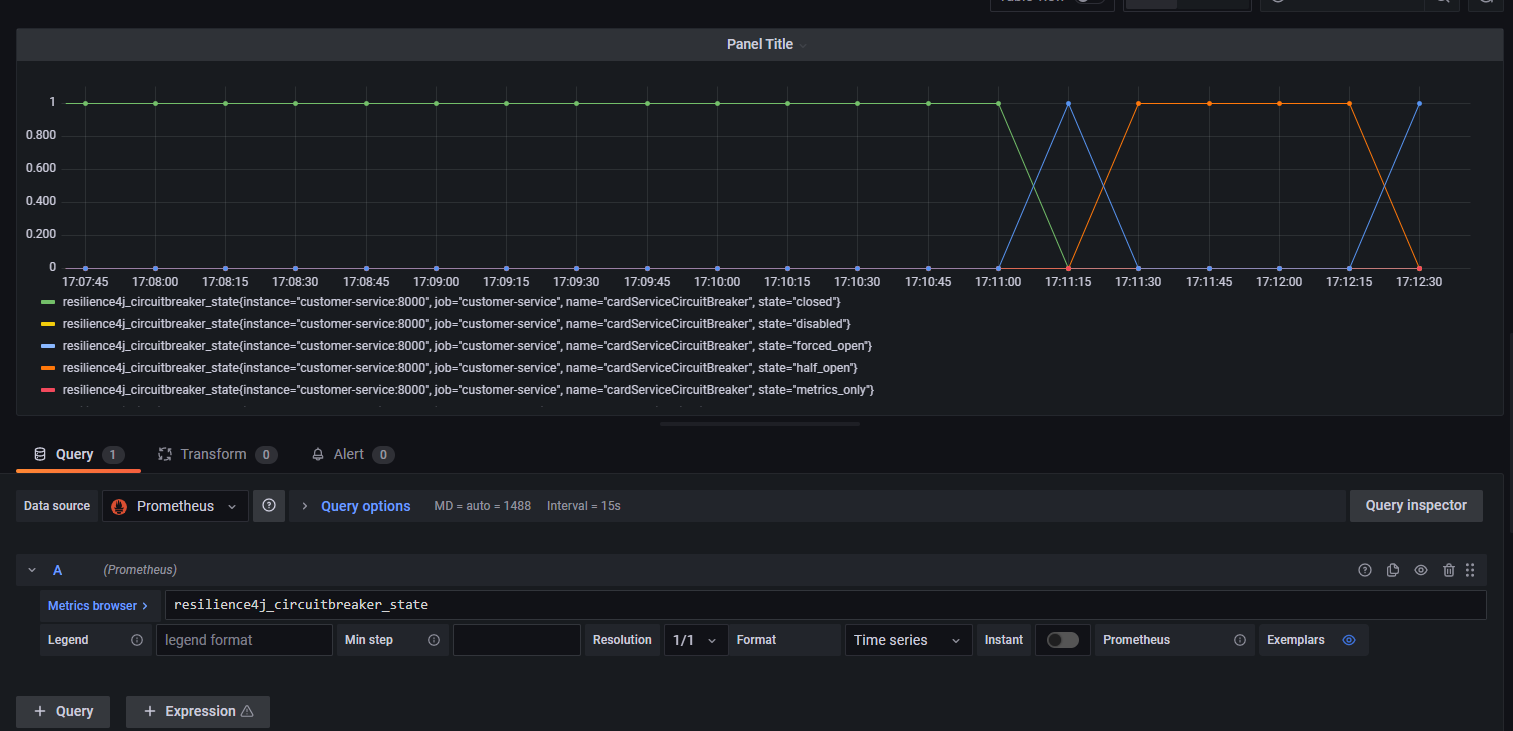 Panel Title
1
0.800
0.600
0.400
0.200
0
17:07:45 17:08:00 17:08:15 17:08:30 17:08:45 17:09:00 17:09:15 17:09:30 17:09:45 17:10:00 17:10:15 17:10:30 17:10:45 17:11:00 17:11:15 17:11:30 17:11:45 17:12:00 17:12:15 17:12:30
resilience4j_circuitbreaker_state{instance="customer-service:8000", job="customer-service", name="cardServiceCircuitBreaker", state="closed"}
resilience4j_circuitbreaker_state{instance="customer-service:8000", job="customer-service", name="cardServiceCircuitBreaker", state="disabled"}
resilience4j_circuitbreaker_state{instance="customer-service:8000", job="customer-service", name="cardServiceCircuitBreaker", state="forced_open"}
resilience4j_circuitbreaker_state{instance="customer-service:8000", job="customer-service", name="cardServiceCircuitBreaker", state="half_open"}
resilience4j_circuitbreaker_state{instance="customer-service:8000", job="customer-service", name="cardServiceCircuitBreaker", state="metrics_only"}
Query 1 Transform 0 Alert 0
Data source Prometheus Query options MD = auto = 1488 Interval = 15s Query inspector
A (Prometheus)
Metrics browser > resilience4j_circuitbreaker_state
Legend legend format Min step Resolution 1/1 Format Time series Instant Prometheus Exemplars
+ Query + Expression